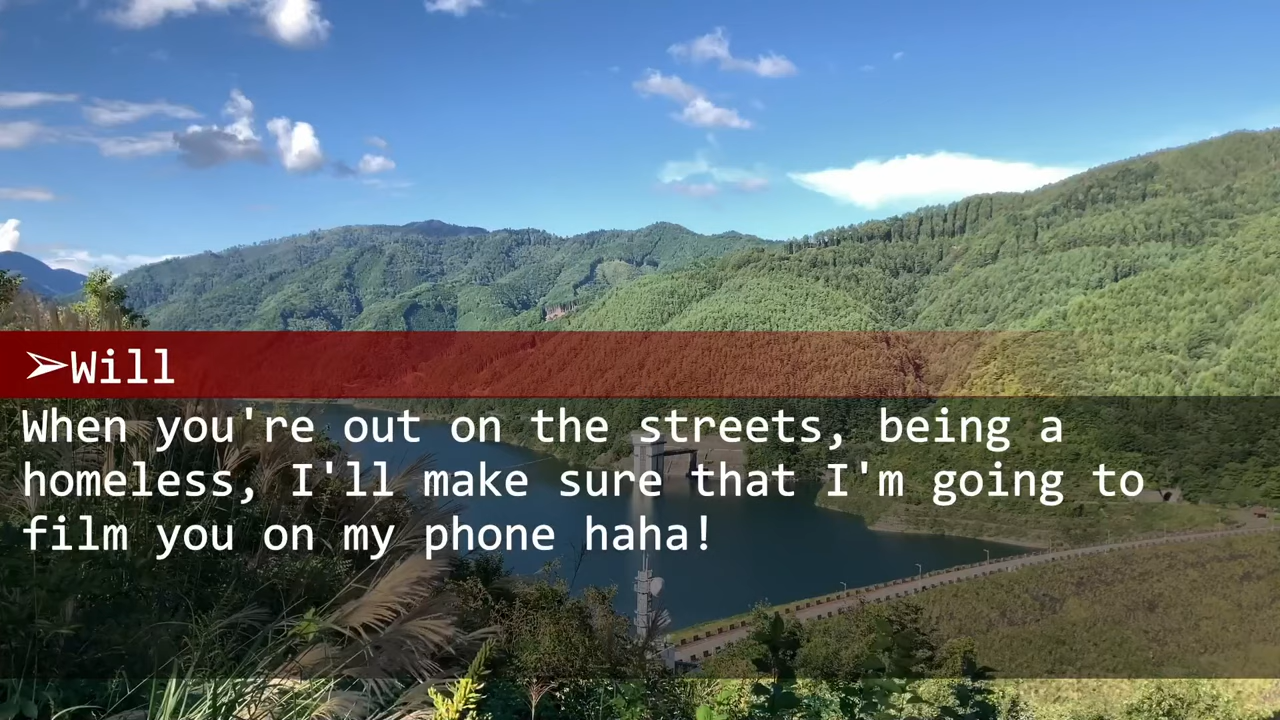 ➢Will
When you're out on the streets, being a
homeless, I'll make sure that I'm going to
film you on my phone haha!